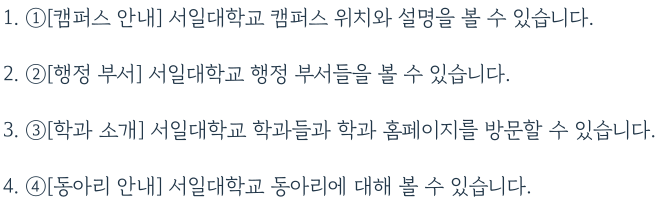 1. ①[캠퍼스 안내] 서일대학교 캠퍼스 위치와 설명을 볼 수 있습니다.
2. ②[행정 부서] 서일대학교 행정 부서들을 볼 수 있습니다.
3. ③[학과 소개] 서일대학교 학과들과 학과 홈페이지를 방문할 수 있습니다.
4. ④[동아리 안내] 서일대학교 동아리에 대해 볼 수 있습니다.